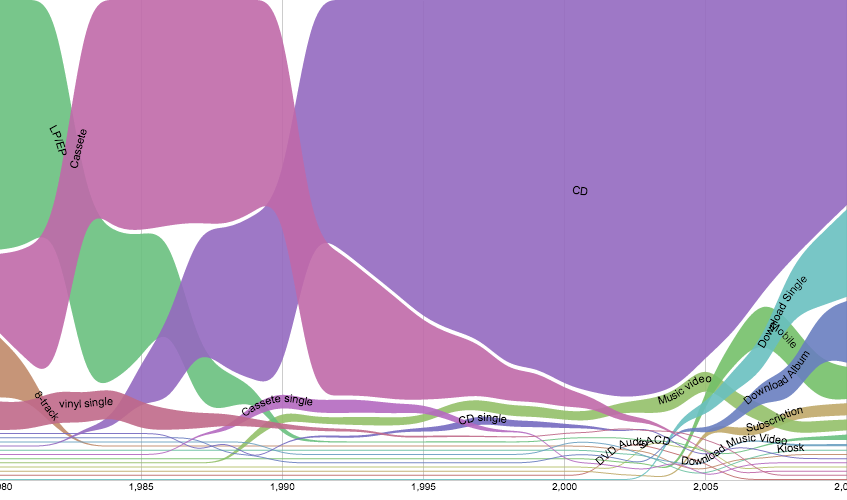 LP/EP
Cassete
CD
8-track
vinyl single
Cassete single
CD single
Music video
Download Single
Mobile
Download Album
Subscription
DVD Audio
SACD
Download Music Video
Kiosk
980
1,985
1,990
1,995
2,000
2,005
2,0